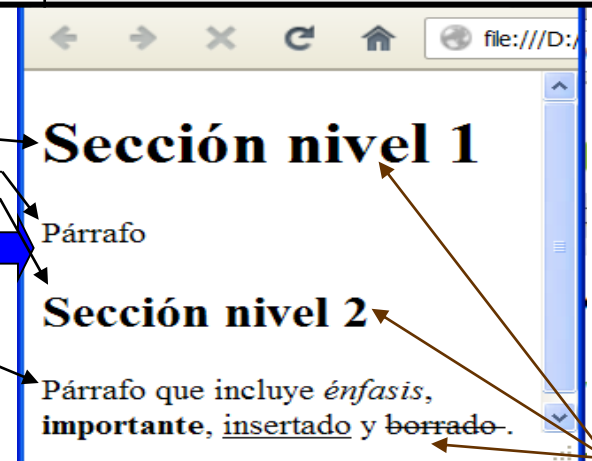 file:///D:/
Sección nivel 1
Párrafo
Sección nivel 2
Párrafo que incluye énfasis,
importante, insertado y borrado .